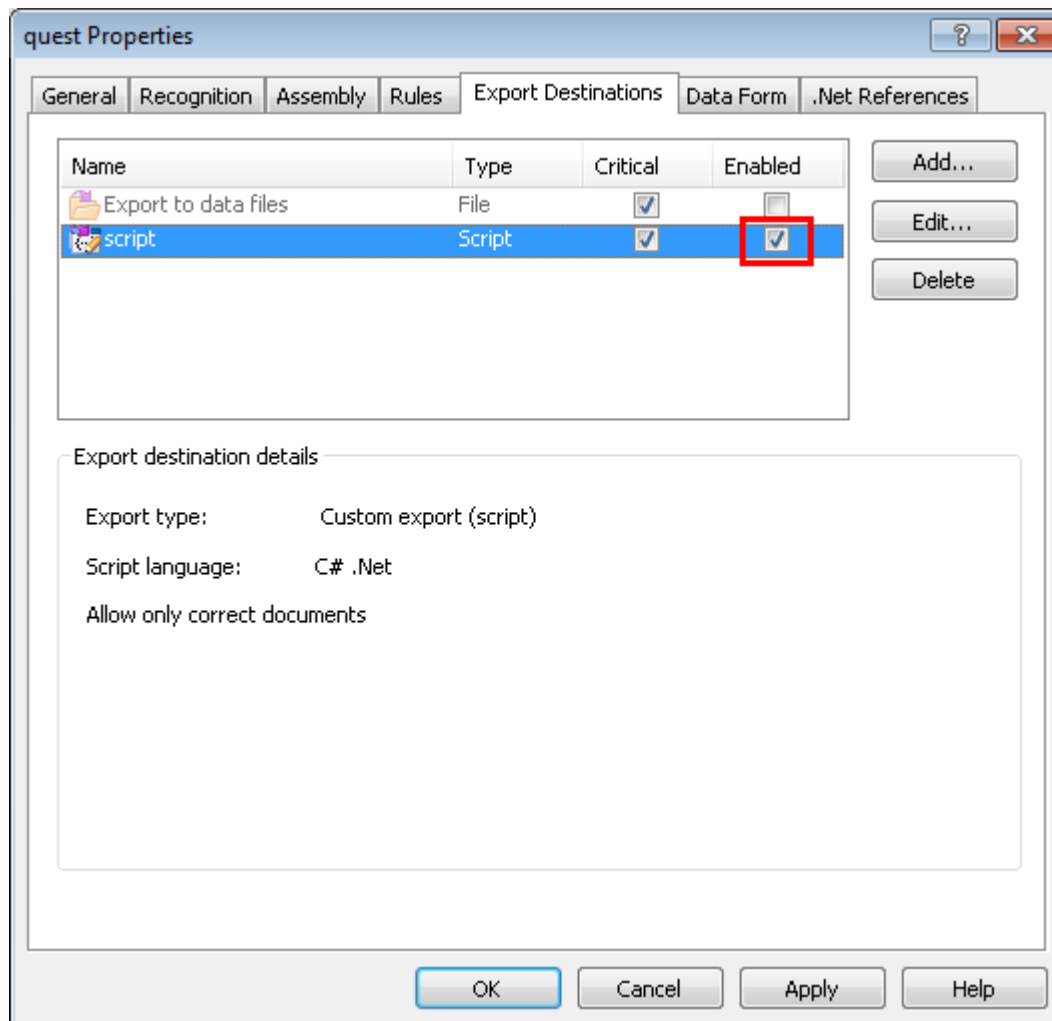 quest Properties
General Recognition Assembly Rules Export Destinations Data Form .Net References
Name Type Critical Enabled
Export to data files File
script Script
Add...
Edit...
Delete
Export destination details
Export type: Custom export (script)
Script language: C# .Net
Allow only correct documents
OK Cancel Apply Help